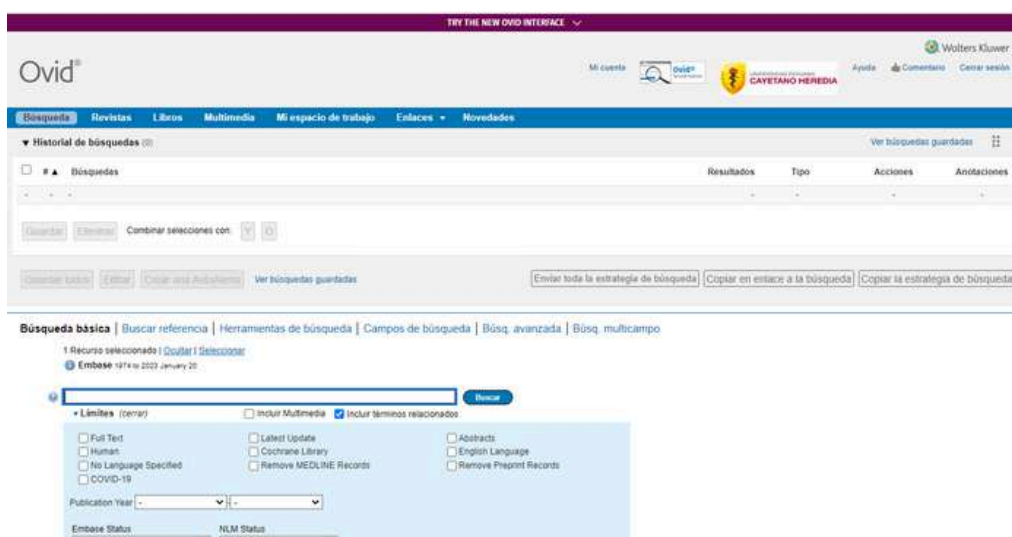 TRY THE NEW OVID INTERFACE
Wolters Kluwer
Ovid®
Mi cuenta
Ovid®
CAYETANO HEREDIA
Ayuda
Comentario
Cerrar sesión
Búsqueda Revistas Libros Multimedia Mi espacio de trabajo Enlaces Novedades
Historial de búsquedas (0)
Ver búsquedas guardadas
# Búsquedas Resultados Tipo Acciones Anotaciones
- - - - - - -
Guardar Eliminar Combinar selecciones con: Y O
Guardar todos Editar Crear una AutoAlerta Ver búsquedas guardadas
Enviar toda la estrategia de búsqueda Copiar en enlace a la búsqueda Copiar la estrategia de búsqueda
Búsqueda básica | Buscar referencia | Herramientas de búsqueda | Campos de búsqueda | Búsq. avanzada | Búsq. multicampo
1 Recurso seleccionado | Ocultar | Seleccionar
Embase 1974 to 2023 January 20
Buscar
Límites (cerrar) Incluir Multimedia Incluir términos relacionados
Full Text Latest Update Abstracts
Human Cochrane Library English Language
No Language Specified Remove MEDLINE Records Remove Preprint Records
COVID-19
Publication Year - - -
Embase Status NLM Status